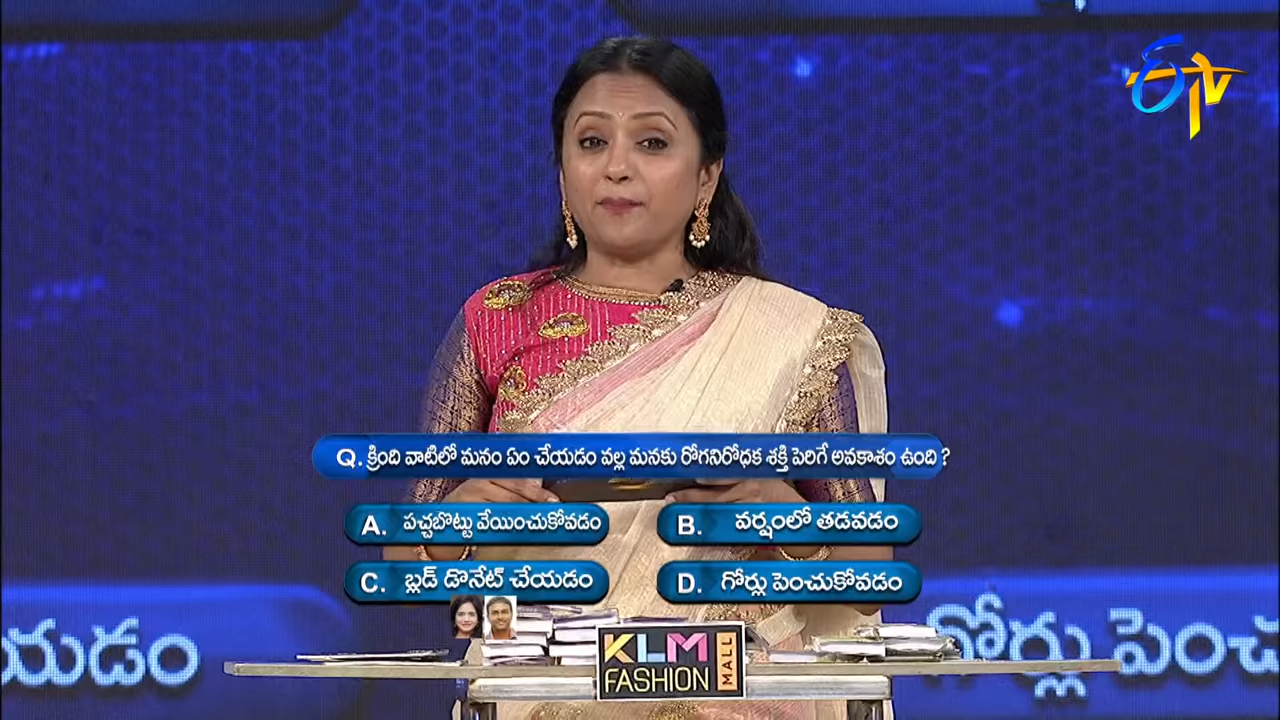 ETV
Q. క్రింది వాటిలో మనం ఏం చేయడం వల్ల మనకు రోగనిరోధక శక్తి పెరిగే అవకాశం ఉంది ?
A. పచ్చబొట్టు వేయించుకోవడం
B. వర్షంలో తడవడం
C. బ్లడ్ డొనేట్ చేయడం
D. గోర్లు పెంచుకోవడం
యడం
గోర్లు పెంచ
KLM
FASHION
MALL